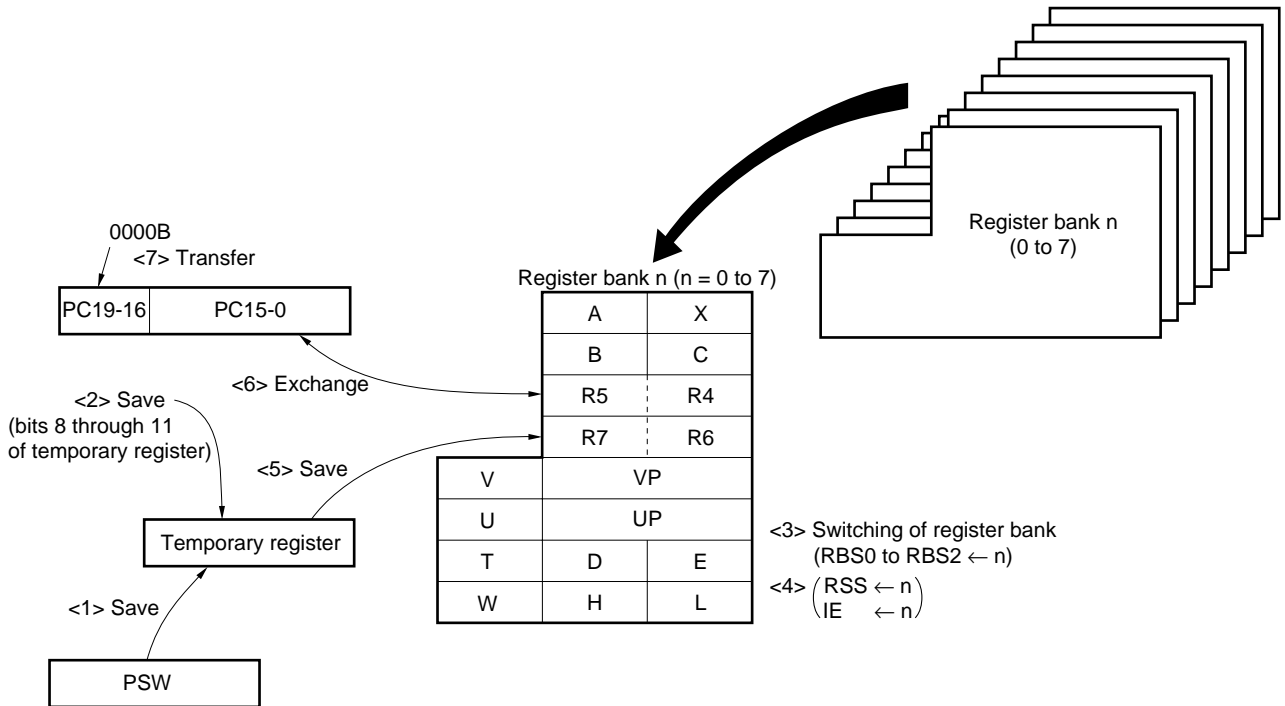 Register bank n
(0 to 7)
0000B
<7> Transfer
PC19-16 PC15-0
Register bank n (n = 0 to 7)
A X
B C
<6> Exchange
R5 R4
<2> Save
(bits 8 through 11
of temporary register)
R7 R6
<5> Save
V VP
U UP
Temporary register
<3> Switching of register bank
(RBS0 to RBS2 ← n)
T D E
<4> (RSS ← n
IE ← n)
W H L
<1> Save
PSW